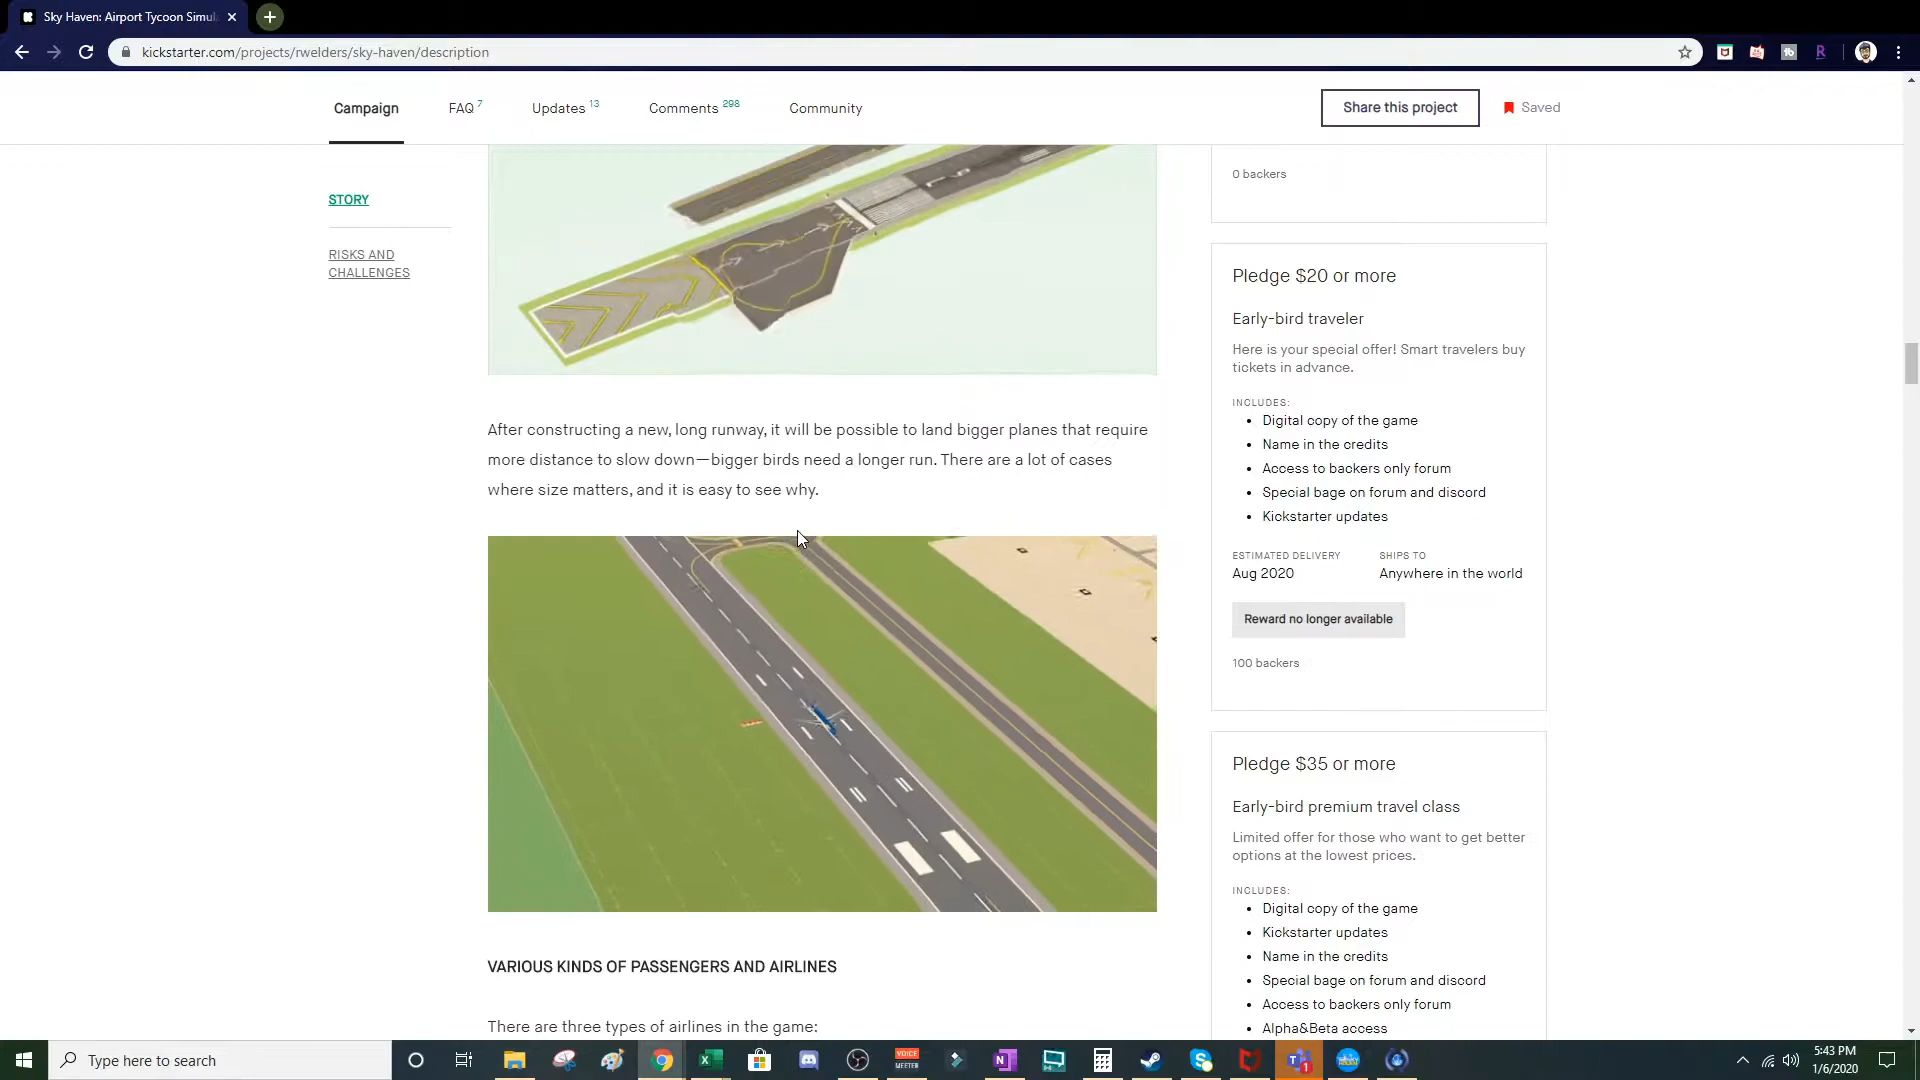 Sky Haven: Airport Tycoon Simul
kickstarter.com/projects/rwelders/sky-haven/description
Campaign
FAQ 7
Updates 13
Comments 298
Community
Share this project
Saved
STORY
RISKS AND
CHALLENGES
After constructing a new, long runway, it will be possible to land bigger planes that require
more distance to slow down—bigger birds need a longer run. There are a lot of cases
where size matters, and it is easy to see why.
VARIOUS KINDS OF PASSENGERS AND AIRLINES
There are three types of airlines in the game:
0 backers
Pledge $20 or more
Early-bird traveler
Here is your special offer! Smart travelers buy
tickets in advance.
INCLUDES:
• Digital copy of the game
• Name in the credits
• Access to backers only forum
• Special bage on forum and discord
• Kickstarter updates
ESTIMATED DELIVERY
Aug 2020
SHIPS TO
Anywhere in the world
Reward no longer available
100 backers
Pledge $35 or more
Early-bird premium travel class
Limited offer for those who want to get better
options at the lowest prices.
INCLUDES:
• Digital copy of the game
• Kickstarter updates
• Name in the credits
• Special bage on forum and discord
• Access to backers only forum
• Alpha&Beta access
Type here to search
VOICE
MEETER
5:43 PM
1/6/2020